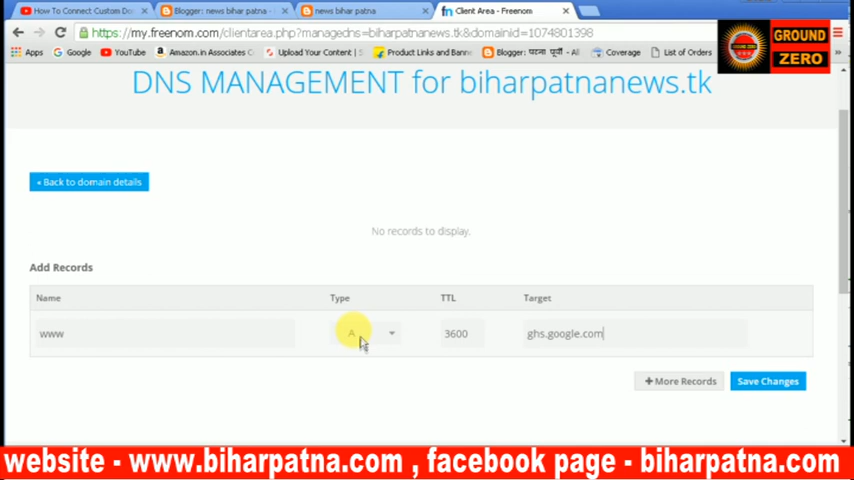 How To Connect Custom Do
Blogger: news bihar patna -
news bihar patna
Client Area - Freenom
https://my.freenom.com/clientarea.php?managedns=biharpatnanews.tk&domainid=1074801398
Apps
Google
YouTube
Amazon.in Associates C
Upload Your Content |
Product Links and Bann
Blogger: पटना पूर्वी - All
Coverage
List of Orders
GROUND
ZERO
DNS MANAGEMENT for biharpatnanews.tk
« Back to domain details
No records to display.
Add Records
Name
Type
TTL
Target
www
A
3600
ghs.google.com
+ More Records
Save Changes
website - www.biharpatna.com , facebook page - biharpatna.com